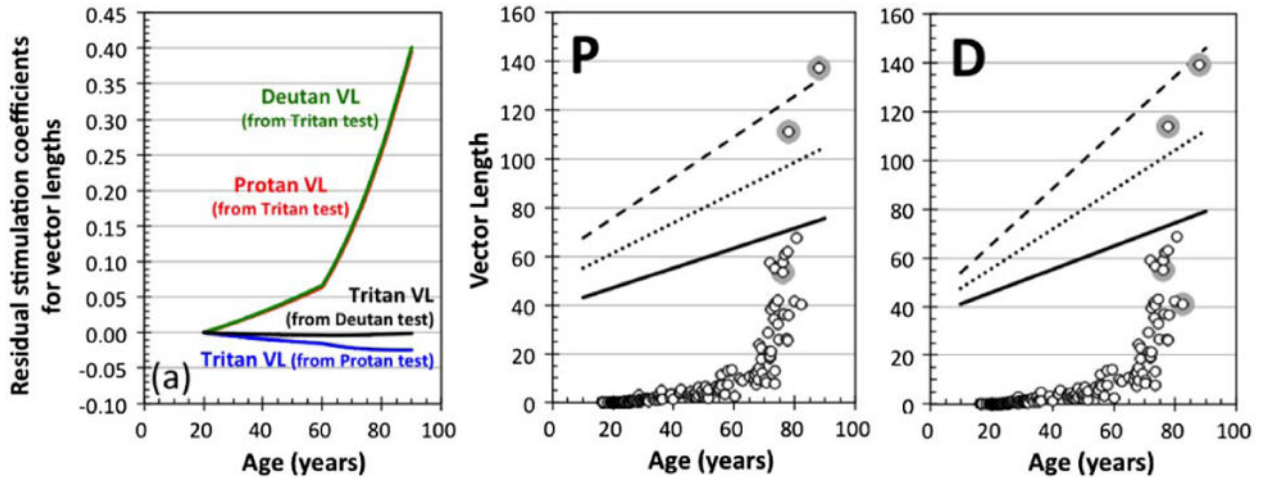 Residual stimulation coefficients
for vector lengths
0.45
0.40
0.35
0.30
0.25
0.20
0.15
0.10
0.05
0.00
-0.05
-0.10
Deutan VL
(from Tritan test)
Protan VL
(from Tritan test)
Tritan VL
(from Deutan test)
Tritan VL (from Protan test)
(a)
0 20 40 60 80 100
Age (years)
Vector Length
160
140
120
100
80
60
40
20
0
P
0 20 40 60 80 100
Age (years)
160
140
120
100
80
60
40
20
0
D
0 20 40 60 80 100
Age (years)